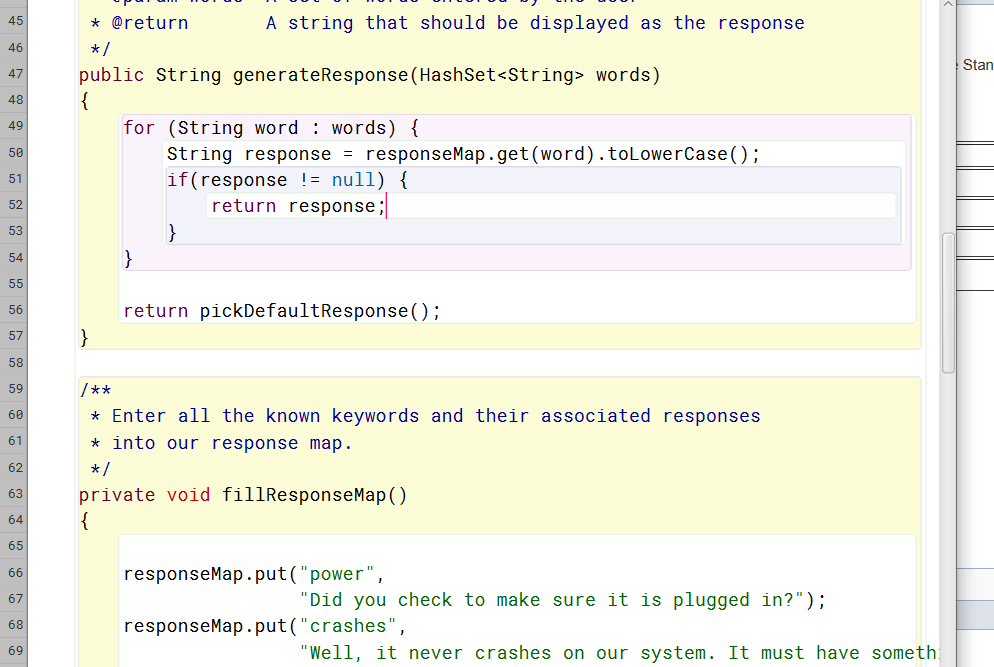 45 * @return A string that should be displayed as the response
46 */
47 public String generateResponse(HashSet<String> words)
48 {
49 for (String word : words) {
50 String response = responseMap.get(word).toLowerCase();
51 if(response != null) {
52 return response;
53 }
54 }
55
56 return pickDefaultResponse();
57 }
58
59 /**
60 * Enter all the known keywords and their associated responses
61 * into our response map.
62 */
63 private void fillResponseMap()
64 {
65
66 responseMap.put("power",
67 "Did you check to make sure it is plugged in?");
68 responseMap.put("crashes",
69 "Well, it never crashes on our system. It must have someth
Stan